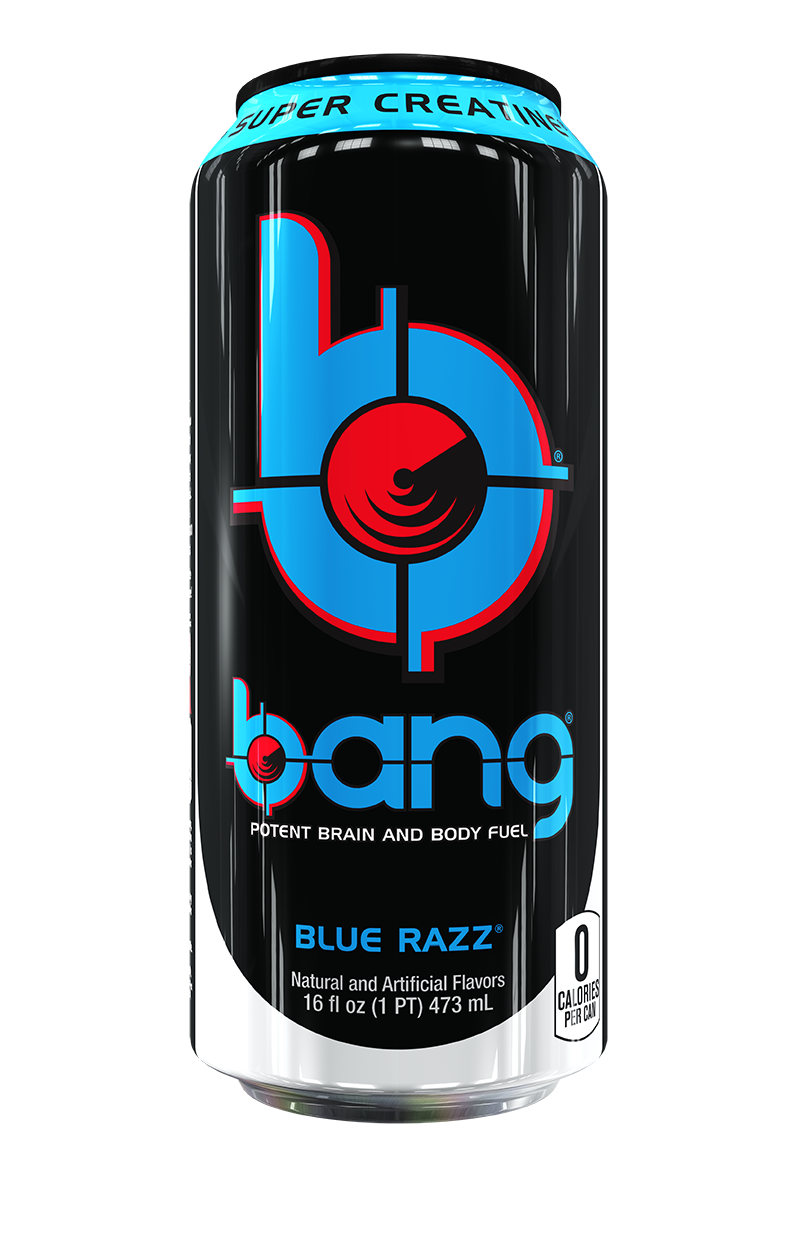 SUPER CREATINE
®
bang®
POTENT BRAIN AND BODY FUEL
BLUE RAZZ®
Natural and Artificial Flavors
16 fl oz (1 PT) 473 mL
0
CALORIES
PER CAN